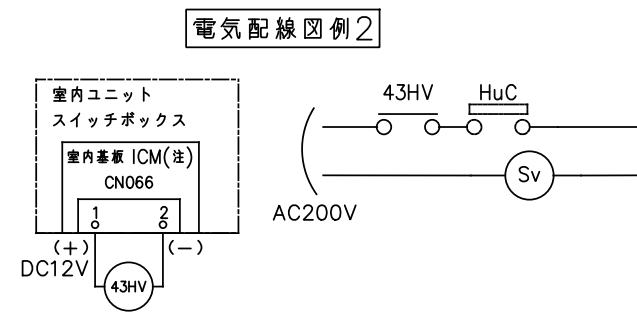 電気配線図例2
室内ユニット
スイッチボックス
室内基板 ICM(注)
CN066
1 2
(+) (−)
DC12V
43HV
43HV HuC
Sv
AC200V